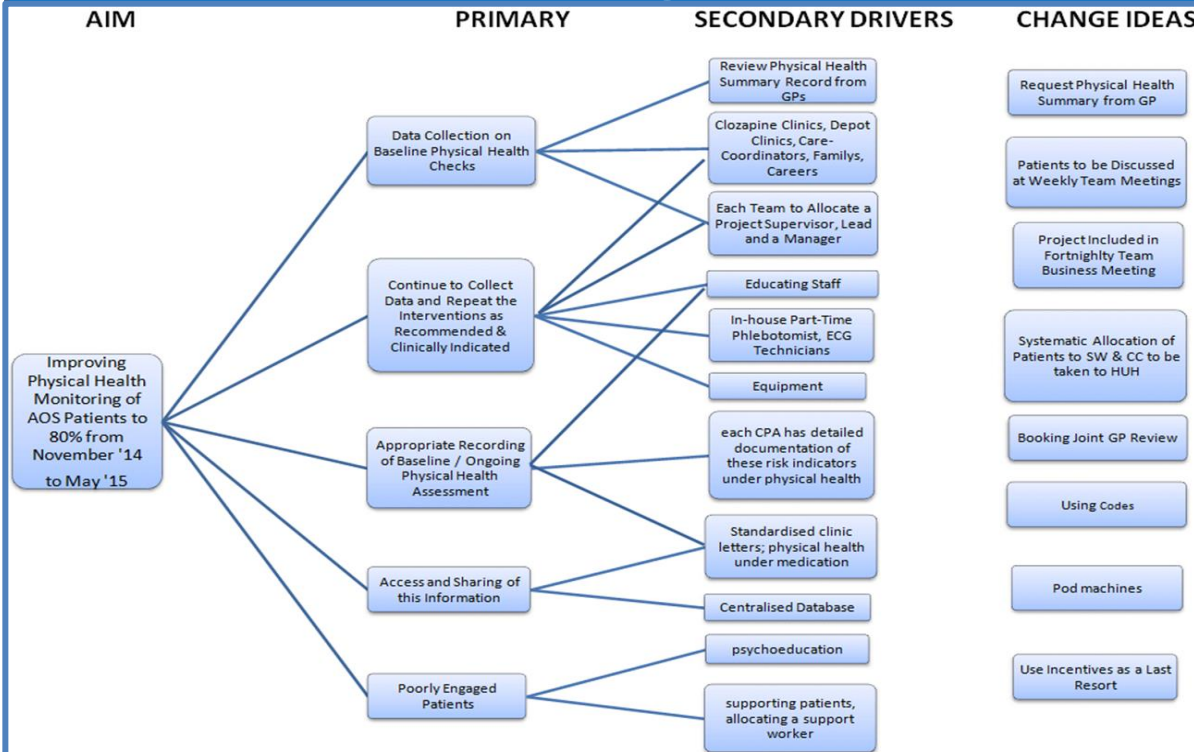 AIM
PRIMARY
SECONDARY DRIVERS
CHANGE IDEAS
Improving
Physical Health
Monitoring of
AOS Patients to
80% from
November '14
to May '15
Data Collection on
Baseline Physical Health
Checks
Continue to Collect
Data and Repeat the
Interventions as
Recommended &
Clinically Indicated
Appropriate Recording
of Baseline / Ongoing
Physical Health
Assessment
Access and Sharing of
this Information
Poorly Engaged
Patients
Review Physical Health
Summary Record from
GPs
Clozapine Clinics, Depot
Clinics, Care-
Coordinators, Familys,
Careers
Each Team to Allocate a
Project Supervisor, Lead
and a Manager
Educating Staff
In-house Part-Time
Phlebotomist, ECG
Technicians
Equipment
each CPA has detailed
documentation of
these risk indicators
under physical health
Standardised clinic
letters; physical health
under medication
Centralised Database
psychoeducation
supporting patients,
allocating a support
worker
Request Physical Health
Summary from GP
Patients to be Discussed
at Weekly Team Meetings
Project Included in
Fortnighlty Team
Business Meeting
Systematic Allocation of
Patients to SW & CC to be
taken to HUH
Booking Joint GP Review
Using Codes
Pod machines
Use Incentives as a Last
Resort